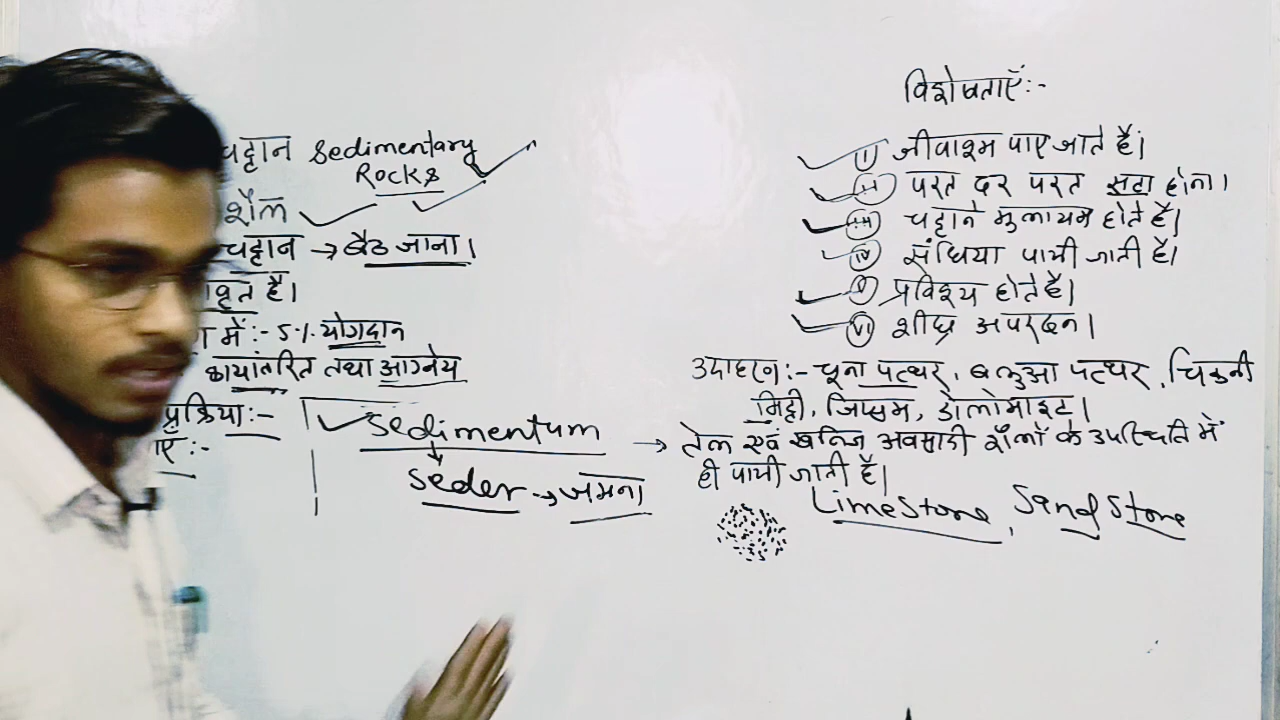 चट्टान Sedimentary
Rocks
शैल
चट्टान → बैठ जाना।
वृत है।
में:- 5% योगदान
कायांतरित तथा आग्नेय
प्रक्रिया:-
एँ:-
Sedimentum
Seder → जमना
विशेषताएँ:-
(i) जीवाश्म पाए जाते हैं।
(ii) परत दर परत सटा होना।
(iii) चट्टाने मुलायम होते हैं।
(iv) संधिया पायी जाती है।
(v) प्रविश्य होते हैं।
(vi) शीघ्र अपरदन।
उदाहरण:- चूना पत्थर, बलुआ पत्थर, चिकनी
मिट्टी, जिप्सम, डोलोमाइट।
→ तेल एवं खनिज अवसादी शैलों के उपस्थिति में
ही पायी जाती है।
LimeStone, Sand Stone